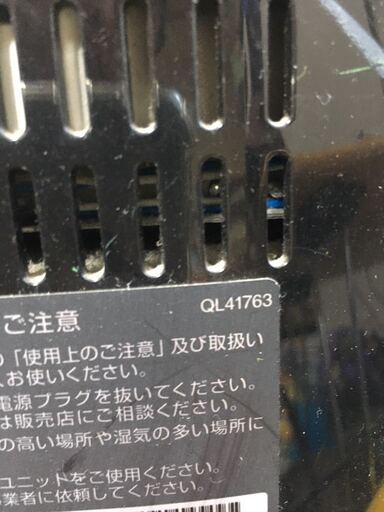 QL41763
ご注意
「使用上のご注意」及び取扱い
お使いください。
電源プラグを抜いてください。
は販売店にご相談ください。
の高い場所や湿気の多い場所に
ユニットをご使用ください。
業者に依頼してください。